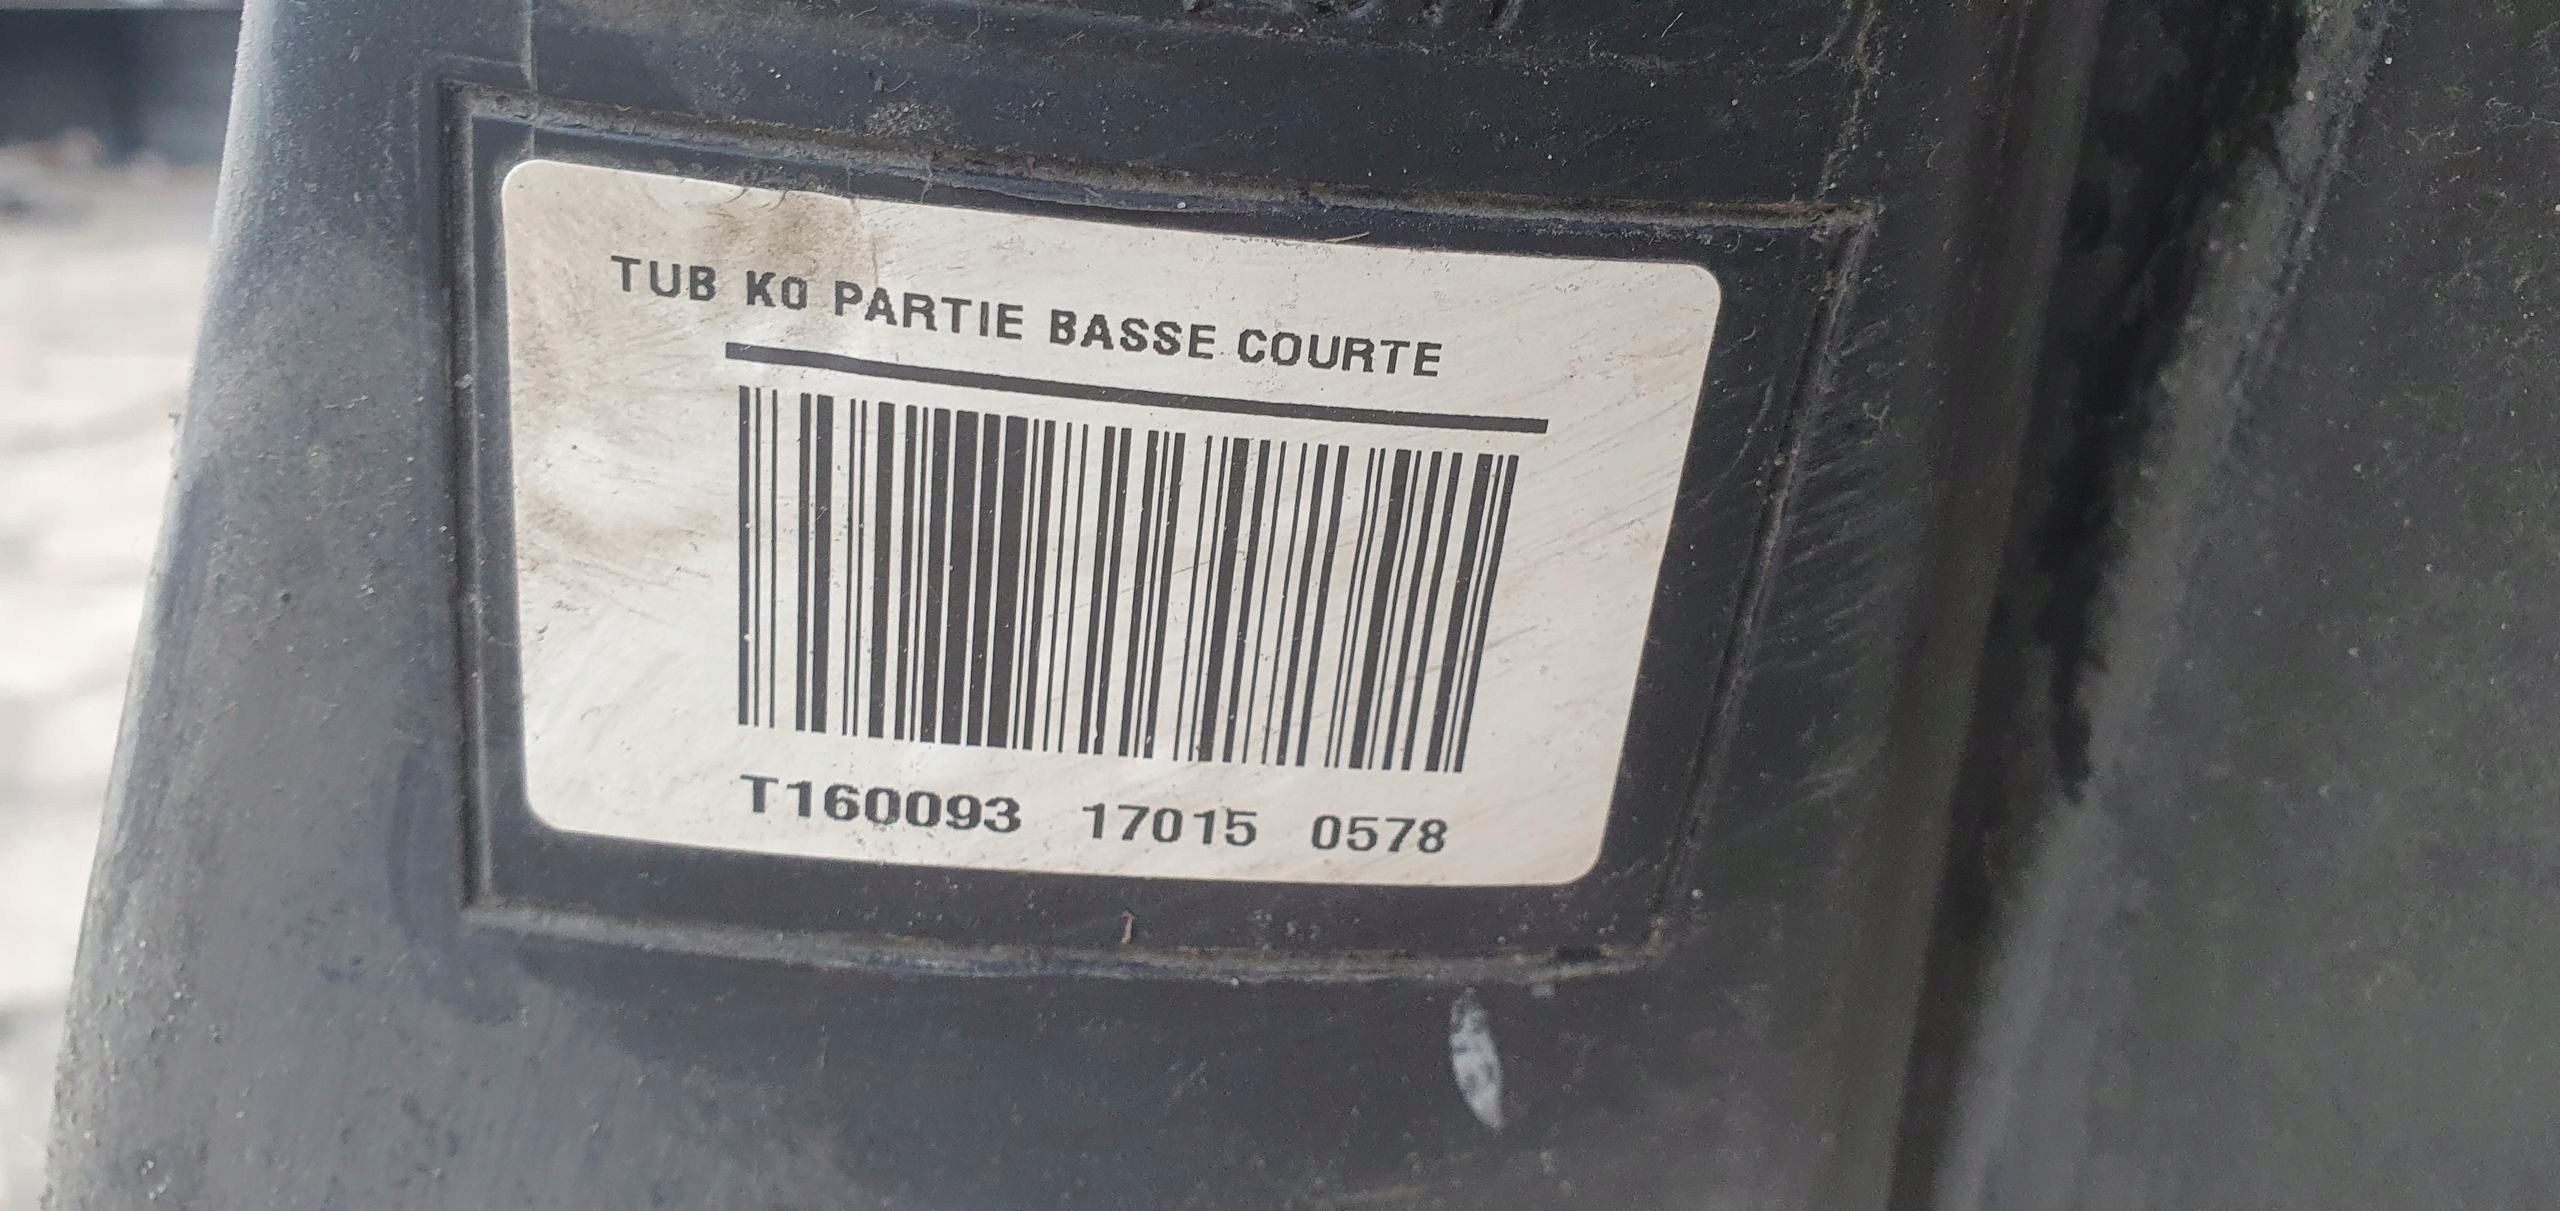 TUB K0 PARTIE BASSE COURTE
T160093 17015 0578